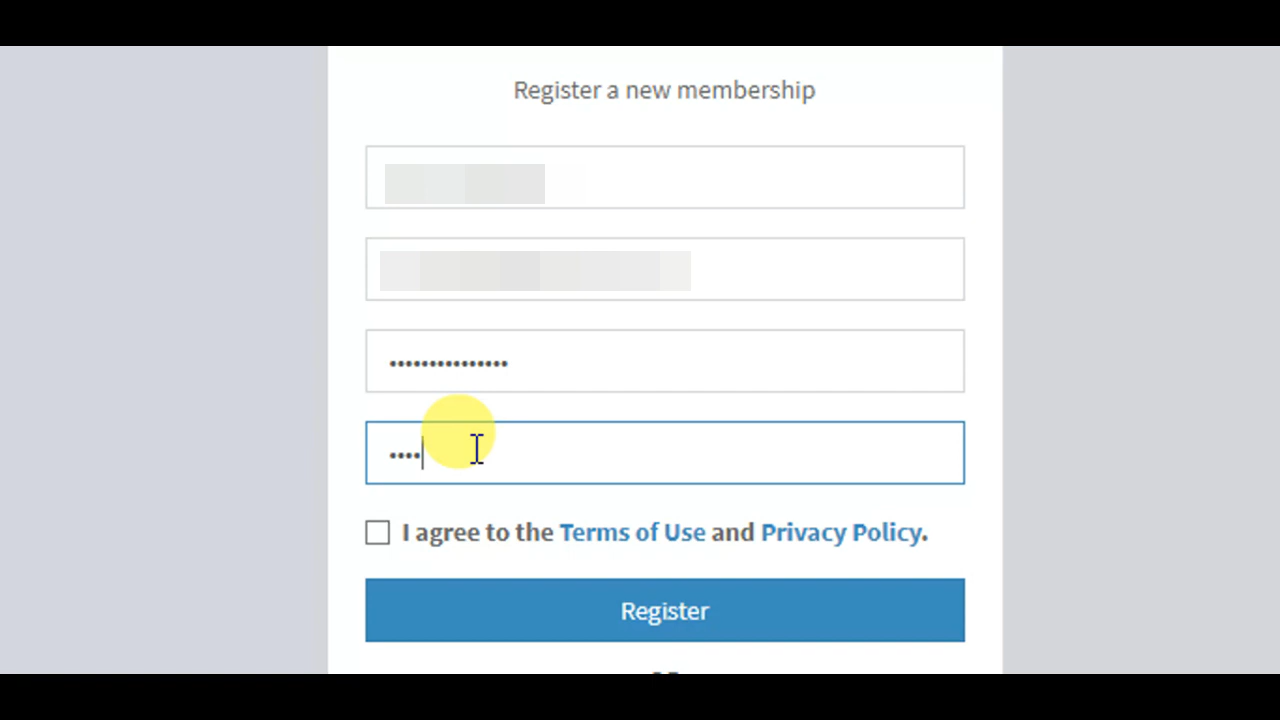 Register a new membership
•••••••••••••••
••••
I agree to the Terms of Use and Privacy Policy.
Register